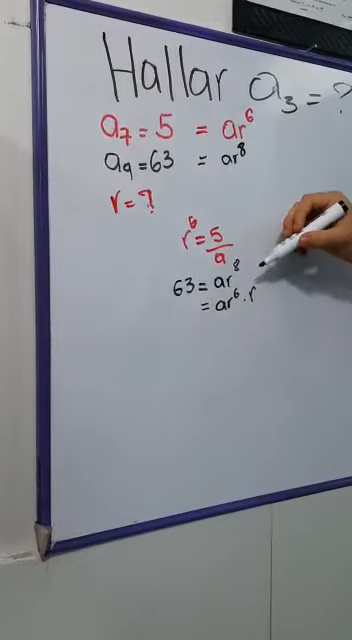 Hallar a₃ = ?
a₇ = 5 = ar⁶
a₉ = 63 = ar⁸
r = ?
r⁶ = 5/a
63 = ar⁸
= ar⁶ · r